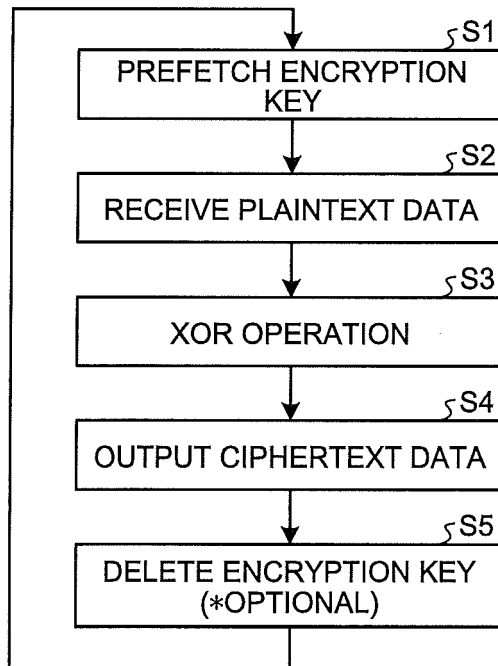 S1
PREFETCH ENCRYPTION
KEY
S2
RECEIVE PLAINTEXT DATA
S3
XOR OPERATION
S4
OUTPUT CIPHERTEXT DATA
S5
DELETE ENCRYPTION KEY
(*OPTIONAL)